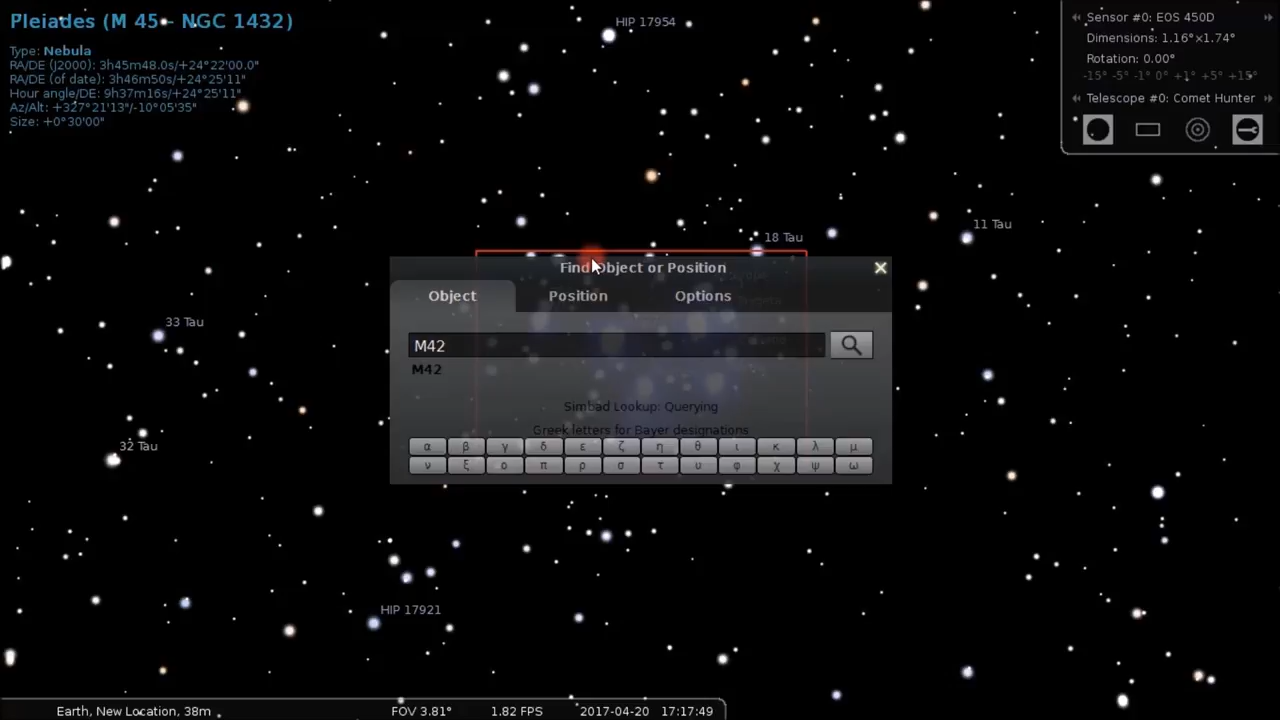 Pleiades (M 45 - NGC 1432)
Type: Nebula
RA/DE (J2000): 3h45m48.0s/+24°22'00.0"
RA/DE (of date): 3h46m50s/+24°25'11"
Hour angle/DE: 9h37m16s/+24°25'11"
Az/Alt: +327°21'13"/-10°05'35"
Size: +0°30'00"
HIP 17954
Sensor #0: EOS 450D
Dimensions: 1.16°×1.74°
Rotation: 0.00°
-15° -5° -1° 0° +1° +5° +15°
Telescope #0: Comet Hunter
18 Tau
11 Tau
33 Tau
32 Tau
HIP 17921
Find Object or Position
Object Position Options
M42
M42
Simbad Lookup: Querying
Greek letters for Bayer designations
α β γ δ ε ζ η θ ι κ λ μ
ν ξ ο π ρ σ τ υ φ χ ψ ω
Earth, New Location, 38m FOV 3.81° 1.82 FPS 2017-04-20 17:17:49